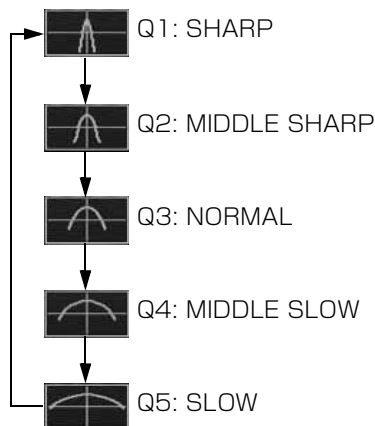 Q1: SHARP
Q2: MIDDLE SHARP
Q3: NORMAL
Q4: MIDDLE SLOW
Q5: SLOW